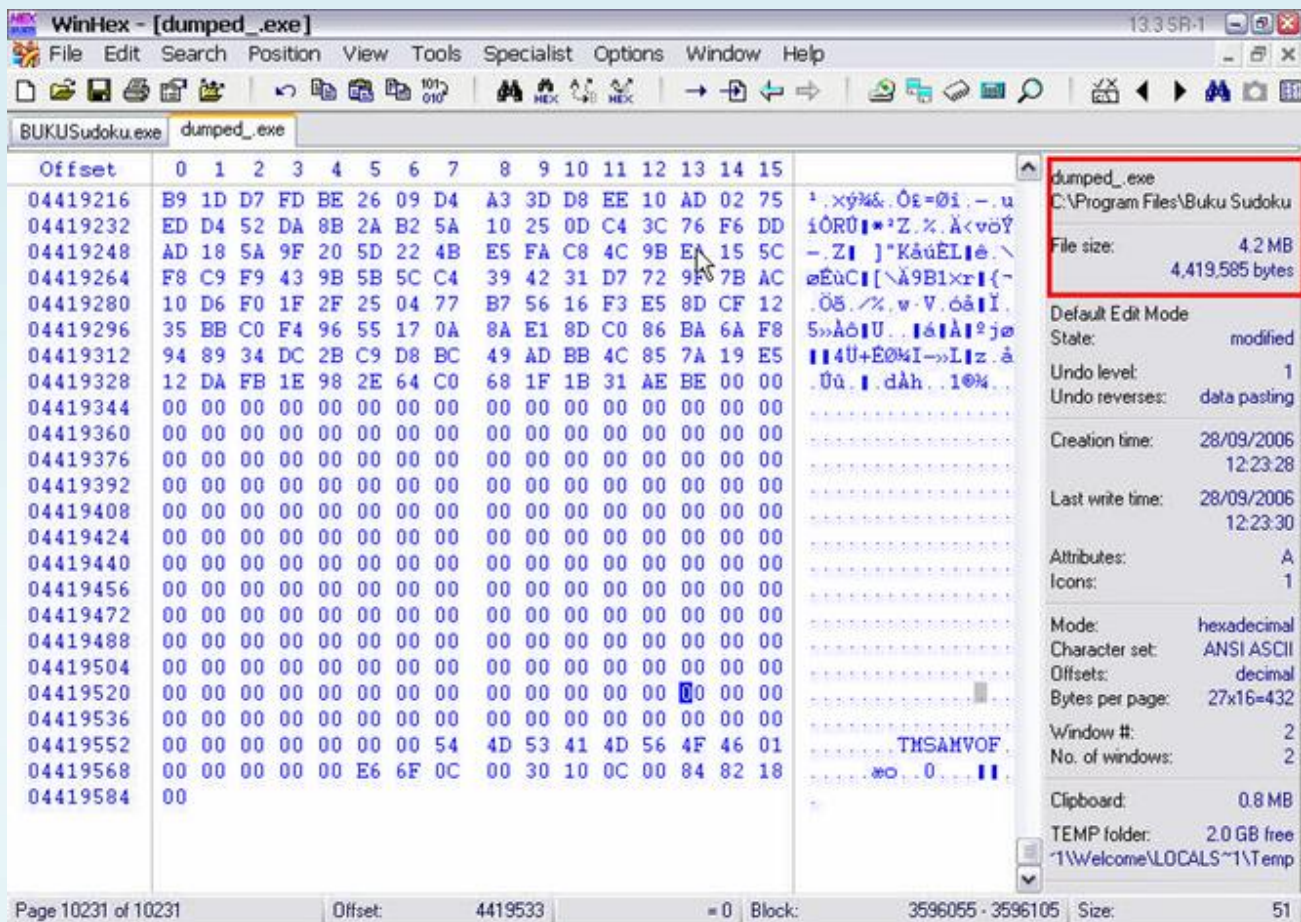 WinHex - [dumped_.exe] 13.3 SR-1
File Edit Search Position View Tools Specialist Options Window Help
BUKUSudoku.exe dumped_.exe
Offset 0 1 2 3 4 5 6 7 8 9 10 11 12 13 14 15
04419216 B9 1D D7 FD BE 26 09 D4 A3 3D D8 EE 10 AD 02 75
04419232 ED D4 52 DA 8B 2A B2 5A 10 25 0D C4 3C 76 F6 DD
04419248 AD 18 5A 9F 20 5D 22 4B E5 FA C8 4C 9B EA 15 5C
04419264 F8 C9 F9 43 9B 5B 5C C4 39 42 31 D7 72 9F 7B AC
04419280 10 D6 F0 1F 2F 25 04 77 B7 56 16 F3 E5 8D CF 12
04419296 35 BB C0 F4 96 55 17 0A 8A E1 8D C0 86 BA 6A F8
04419312 94 89 34 DC 2B C9 D8 BC 49 AD BB 4C 85 7A 19 E5
04419328 12 DA FB 1E 98 2E 64 C0 68 1F 1B 31 AE BE 00 00
04419344 00 00 00 00 00 00 00 00 00 00 00 00 00 00 00 00
04419360 00 00 00 00 00 00 00 00 00 00 00 00 00 00 00 00
04419376 00 00 00 00 00 00 00 00 00 00 00 00 00 00 00 00
04419392 00 00 00 00 00 00 00 00 00 00 00 00 00 00 00 00
04419408 00 00 00 00 00 00 00 00 00 00 00 00 00 00 00 00
04419424 00 00 00 00 00 00 00 00 00 00 00 00 00 00 00 00
04419440 00 00 00 00 00 00 00 00 00 00 00 00 00 00 00 00
04419456 00 00 00 00 00 00 00 00 00 00 00 00 00 00 00 00
04419472 00 00 00 00 00 00 00 00 00 00 00 00 00 00 00 00
04419488 00 00 00 00 00 00 00 00 00 00 00 00 00 00 00 00
04419504 00 00 00 00 00 00 00 00 00 00 00 00 00 00 00 00
04419520 00 00 00 00 00 00 00 00 00 00 00 00 00 00 00 00
04419536 00 00 00 00 00 00 00 00 00 00 00 00 00 00 00 00
04419552 00 00 00 00 00 00 00 54 4D 53 41 4D 56 4F 46 01 .......TMSAMVOF.
04419568 00 00 00 00 00 E6 6F 0C 00 30 10 0C 00 84 82 18
04419584 00
dumped_.exe
C:\Program Files\Buku Sudoku
File size: 4.2 MB
4,419,585 bytes
Default Edit Mode
State: modified
Undo level: 1
Undo reverses: data pasting
Creation time: 28/09/2006
12:23:28
Last write time: 28/09/2006
12:23:30
Attributes: A
Icons: 1
Mode: hexadecimal
Character set: ANSI ASCII
Offsets: decimal
Bytes per page: 27x16=432
Window #: 2
No. of windows: 2
Clipboard: 0.8 MB
TEMP folder: 2.0 GB free
~1\Welcome\LOCALS~1\Temp
Page 10231 of 10231 Offset: 4419533 = 0 Block: 3596055 - 3596105 Size: 51